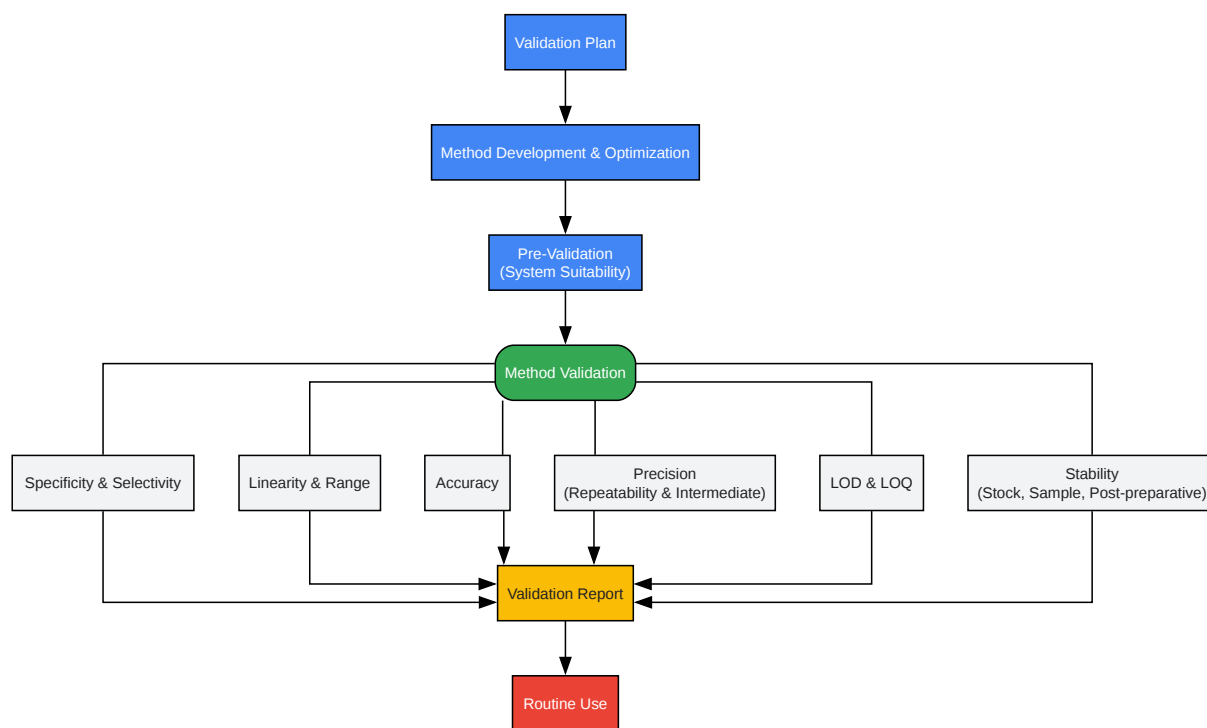 Validation Plan
Method Development & Optimization
Pre-Validation
(System Suitability)
Method Validation
Specificity & Selectivity
Linearity & Range
Accuracy
Precision
(Repeatability & Intermediate)
LOD & LOQ
Stability
(Stock, Sample, Post-preparative)
Validation Report
Routine Use